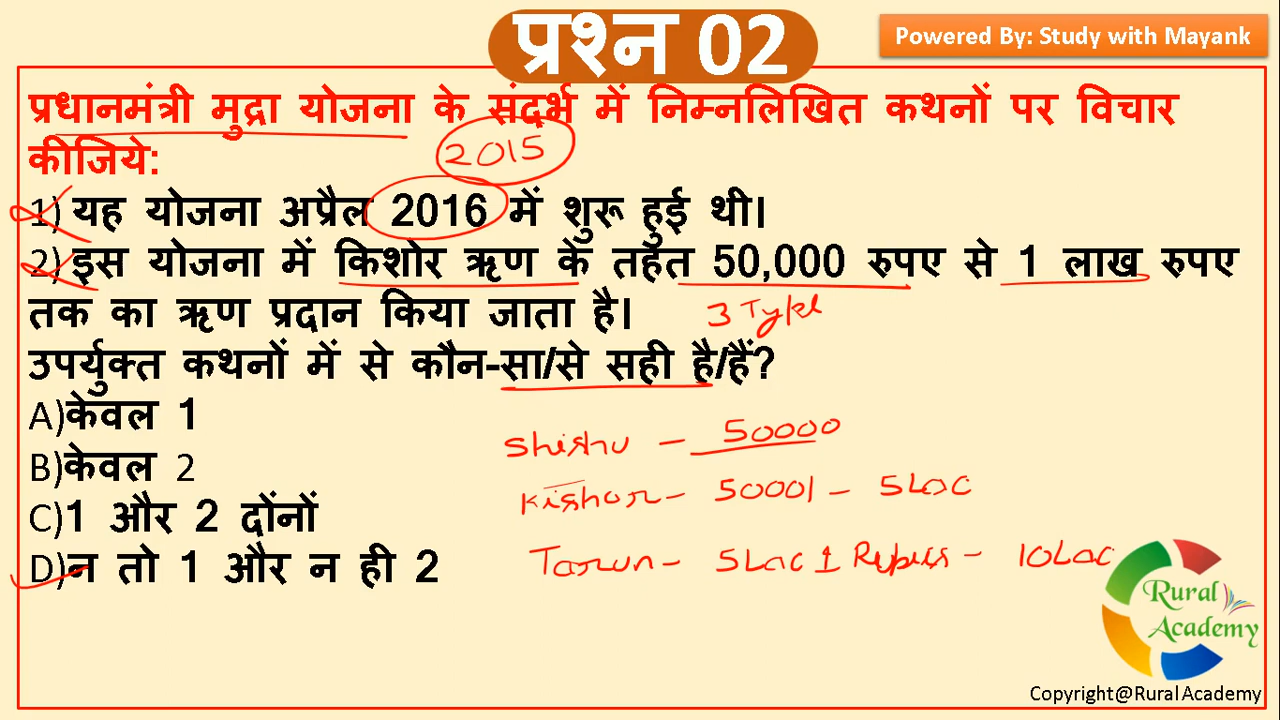 प्रश्न 02
Powered By: Study with Mayank
प्रधानमंत्री मुद्रा योजना के संदर्भ में निम्नलिखित कथनों पर विचार
कीजिये:
2015
1) यह योजना अप्रैल 2016 में शुरू हुई थी।
2) इस योजना में किशोर ऋण के तहत 50,000 रुपए से 1 लाख रुपए
तक का ऋण प्रदान किया जाता है।
3 Type
उपर्युक्त कथनों में से कौन-सा/से सही है/हैं?
A)केवल 1
Shishu - 50000
B)केवल 2
Kishor - 50001 - 5Lac
C)1 और 2 दोंनों
Tarun - 5Lac 1 Rupees - 10Lac
D)न तो 1 और न ही 2
Rural
Academy
Copyright@Rural Academy